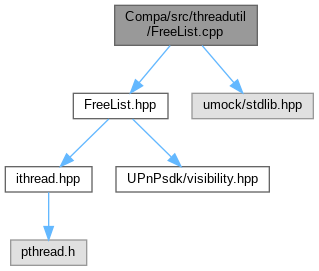 Compa/src/threadutil
/FreeList.cpp
FreeList.hpp
umock/stdlib.hpp
ithread.hpp
UPnPsdk/visibility.hpp
pthread.h